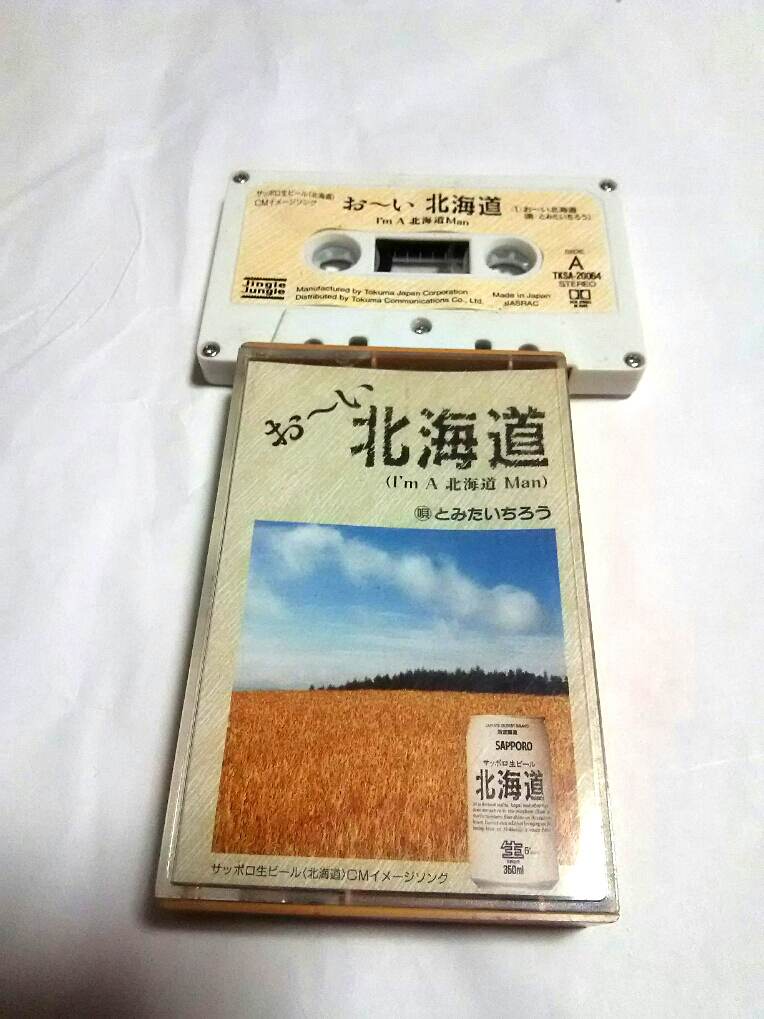 サッポロ生ビール〈北海道〉
CMイメージソング
お〜い 北海道
I'm A 北海道 Man
①お〜い北海道
(唄:とみたいちろう)
SIDE
A
TKSA-20064
STEREO
Jingle
Jungle
Manufactured by Tokuma Japan Corporation
Distributed by Tokuma Communications Co., Ltd.
Made in Japan
JASRAC
お〜い
北海道
(I'm A 北海道 Man)
唄 とみたいちろう
SAPPORO
サッポロ生ビール
北海道
生
350ml
サッポロ生ビール〈北海道〉CMイメージソング